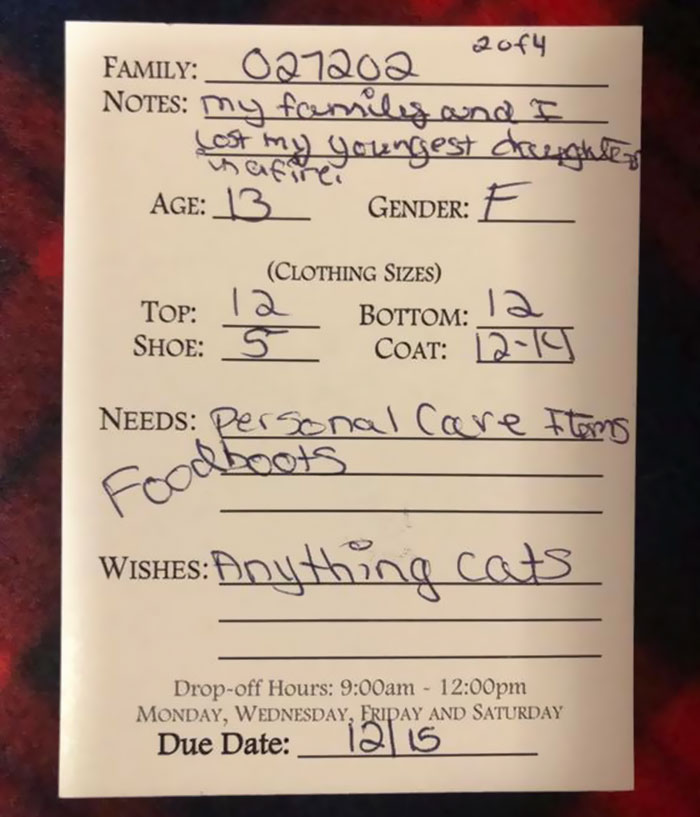 2 of 4
FAMILY: 027202
NOTES: my family and I
Lost my youngest daughter
in a fire.
AGE: 13 GENDER: F
(CLOTHING SIZES)
TOP: 12 BOTTOM: 12
SHOE: 5 COAT: 12-14
NEEDS: Personal Care Items
Food boots
WISHES: Anything cats
Drop-off Hours: 9:00am - 12:00pm
MONDAY, WEDNESDAY, FRIDAY AND SATURDAY
Due Date: 12/15